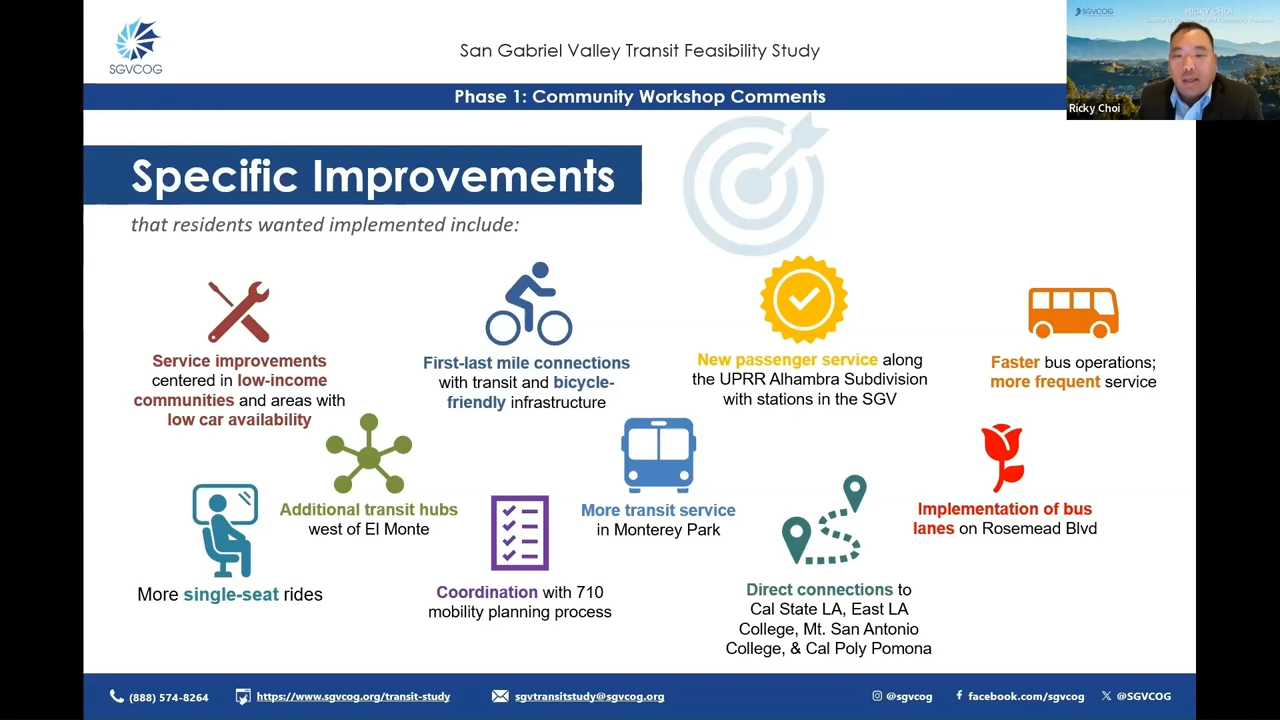 SGVCOG
San Gabriel Valley Transit Feasibility Study
SGVCOG
RICKY CHOI
Ricky Choi
Phase 1: Community Workshop Comments
Specific Improvements
that residents wanted implemented include:
Service improvements
centered in low-income
communities and areas with
low car availability
First-last mile connections
with transit and bicycle-
friendly infrastructure
New passenger service along
the UPRR Alhambra Subdivision
with stations in the SGV
Faster bus operations;
more frequent service
More single-seat rides
Additional transit hubs
west of El Monte
Coordination with 710
mobility planning process
More transit service
in Monterey Park
Direct connections to
Cal State LA, East LA
College, Mt. San Antonio
College, & Cal Poly Pomona
Implementation of bus
lanes on Rosemead Blvd
(888) 574-8264
https://www.sgvcog.org/transit-study
sgvtransitstudy@sgvcog.org
@sgvcog
facebook.com/sgvcog
@SGVCOG